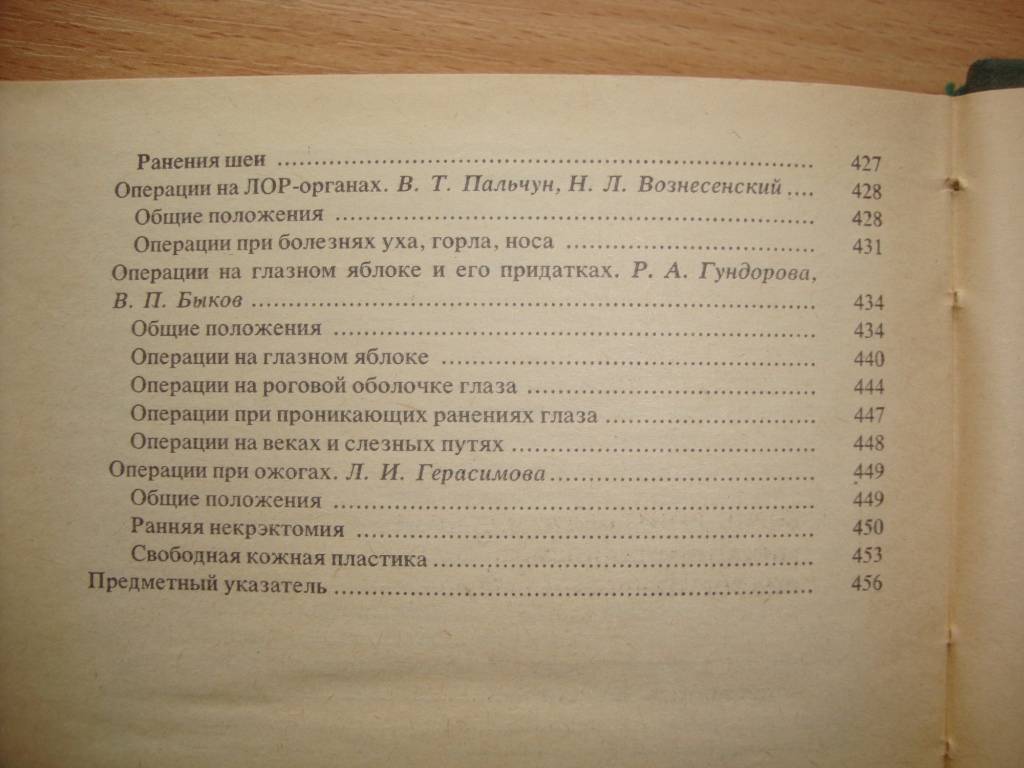 Ранения шеи ........ 427
Операции на ЛОР-органах. В. Т. Пальчун, Н. Л. Вознесенский .... 428
Общие положения ........ 428
Операции при болезнях уха, горла, носа ........ 431
Операции на глазном яблоке и его придатках. Р. А. Гундорова,
В. П. Быков ........ 434
Общие положения ........ 434
Операции на глазном яблоке ........ 440
Операции на роговой оболочке глаза ........ 444
Операции при проникающих ранениях глаза ........ 447
Операции на веках и слезных путях ........ 448
Операции при ожогах. Л. И. Герасимова ........ 449
Общие положения ........ 449
Ранняя некрэктомия ........ 450
Свободная кожная пластика ........ 453
Предметный указатель ........ 456